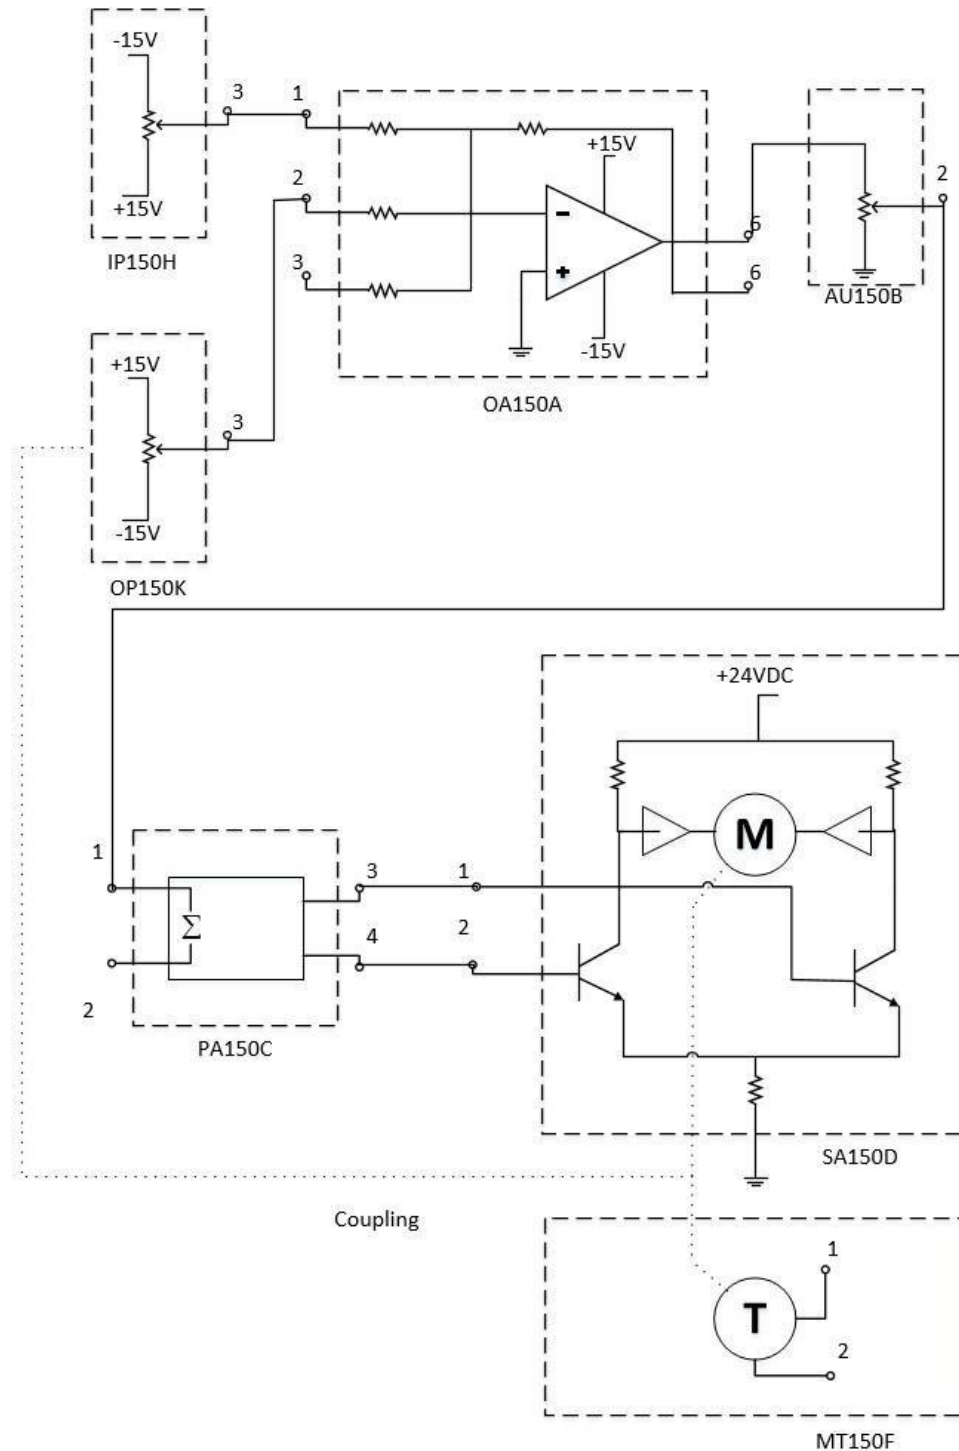 -15V
+15V
IP150H
3
1
2
3
+15V
-
+
-15V
6
6
OA150A
2
AU150B
+15V
-15V
3
OP150K
+24VDC
M
1
Σ
2
3
4
1
2
PA150C
SA150D
Coupling
T
1
2
MT150F